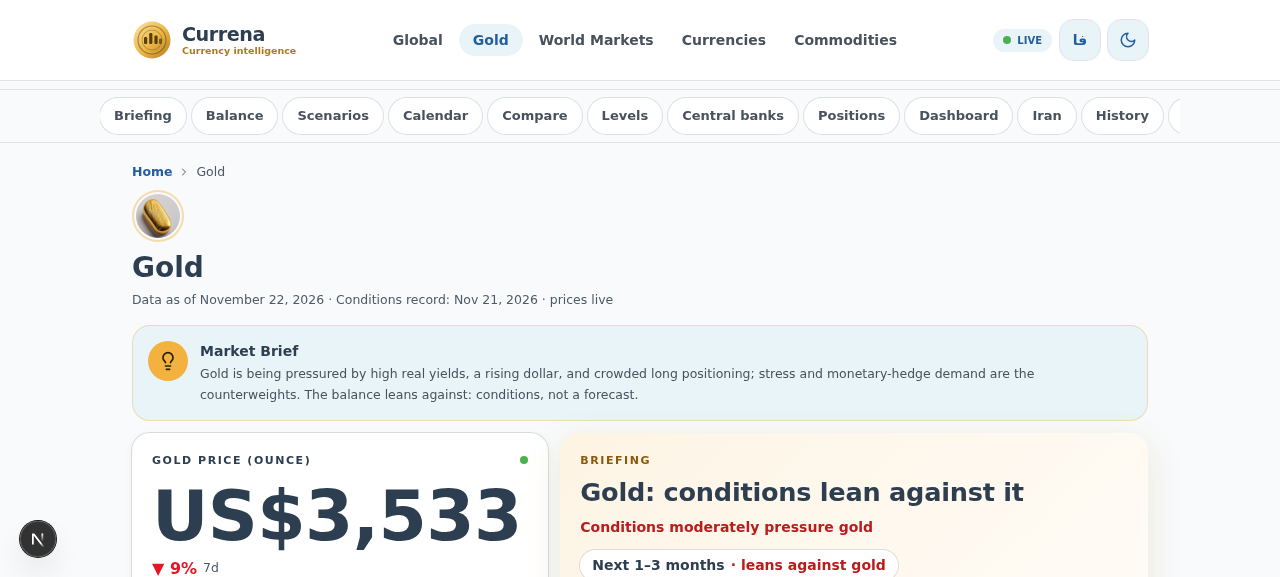 Currena
Currency intelligence
Global
Gold
World Markets
Currencies
Commodities
LIVE
فا
Briefing
Balance
Scenarios
Calendar
Compare
Levels
Central banks
Positions
Dashboard
Iran
History
Home › Gold
Gold
Data as of November 22, 2026 · Conditions record: Nov 21, 2026 · prices live
Market Brief
Gold is being pressured by high real yields, a rising dollar, and crowded long positioning; stress and monetary-hedge demand are the
counterweights. The balance leans against: conditions, not a forecast.
GOLD PRICE (OUNCE)
US$3,533
▼ 9% 7d
BRIEFING
Gold: conditions lean against it
Conditions moderately pressure gold
Next 1–3 months · leans against gold
N